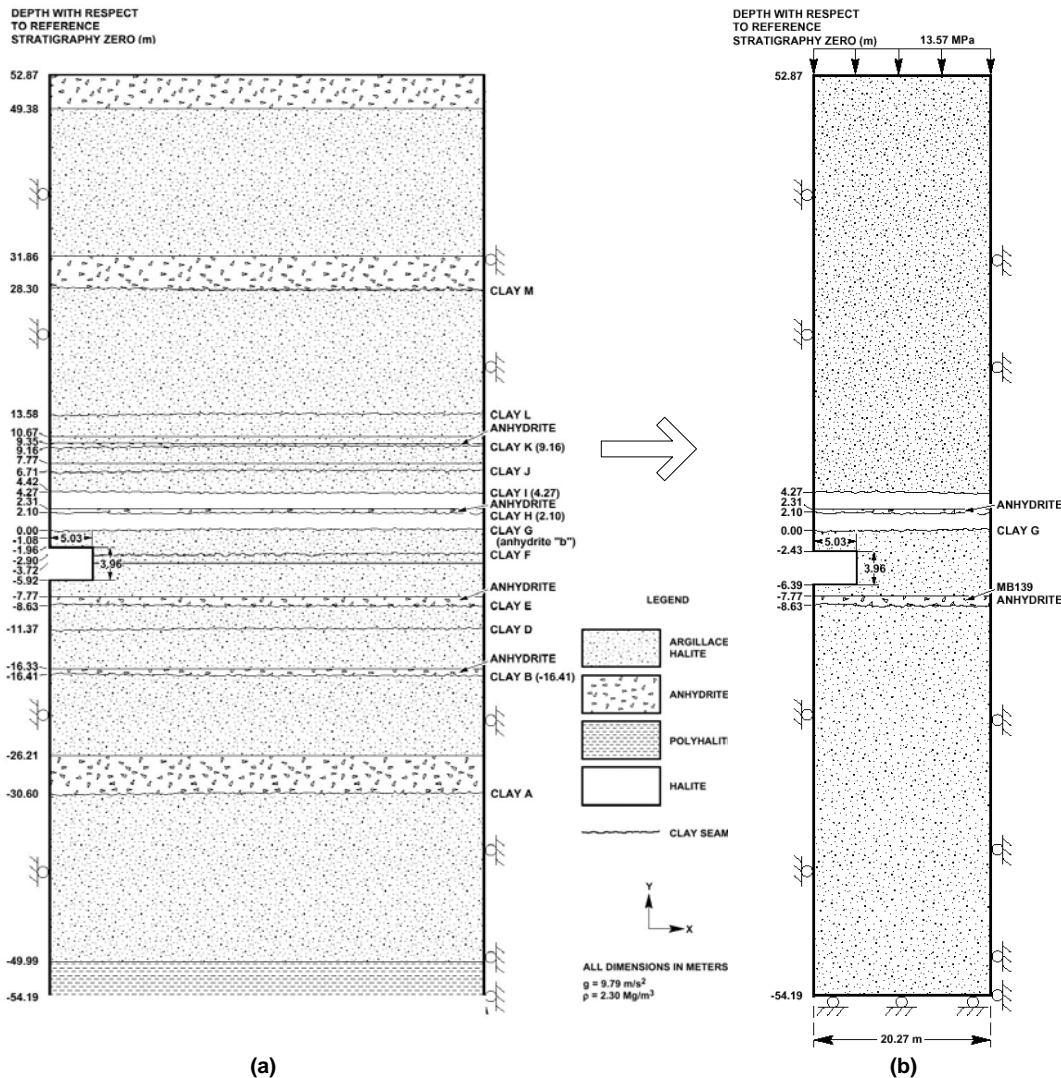 DEPTH WITH RESPECT
TO REFERENCE
STRATIGRAPHY ZERO (m)
52.87
49.38
31.86
28.30
CLAY M
13.58
CLAY L
10.67
ANHYDRITE
9.35
9.16
CLAY K (9.16)
7.77
6.71
CLAY J
4.42
4.27
CLAY I (4.27)
2.31
ANHYDRITE
2.10
CLAY H (2.10)
0.00
CLAY G
-1.08
5.03
(anhydrite "b")
-1.96
CLAY F
-2.90
3.96
-3.72
-5.92
ANHYDRITE
-7.77
-8.63
CLAY E
-11.37
CLAY D
ANHYDRITE
-16.33
-16.41
CLAY B (-16.41)
-26.21
-30.60
CLAY A
-49.99
-54.19
(a)
LEGEND
ARGILLACE
HALITE
ANHYDRITE
POLYHALIT
HALITE
CLAY SEAM
Y
X
ALL DIMENSIONS IN METERS
g = 9.79 m/s²
ρ = 2.30 Mg/m³
DEPTH WITH RESPECT
TO REFERENCE
STRATIGRAPHY ZERO (m)
13.57 MPa
52.87
4.27
2.31
ANHYDRITE
2.10
0.00
CLAY G
5.03
-2.43
3.96
-6.39
MB139
-7.77
ANHYDRITE
-8.63
-54.19
20.27 m
(b)